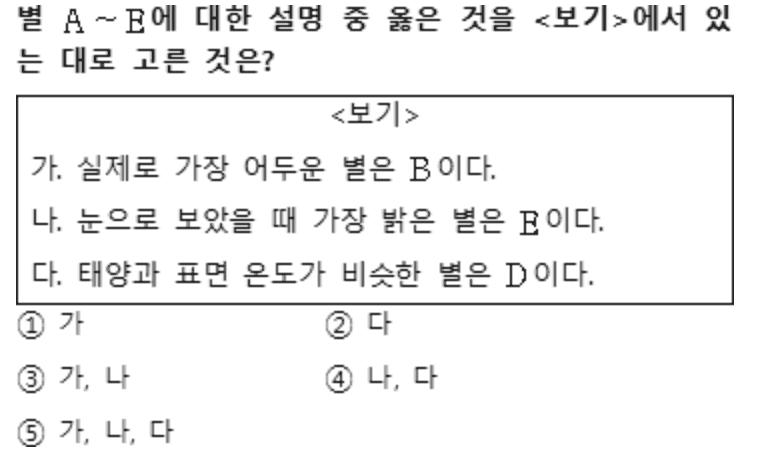 별 A ~ E에 대한 설명 중 옳은 것을 <보기>에서 있
는 대로 고른 것은?
<보기>
가. 실제로 가장 어두운 별은 B이다.
나. 눈으로 보았을 때 가장 밝은 별은 E이다.
다. 태양과 표면 온도가 비슷한 별은 D이다.
① 가 ② 다
③ 가, 나 ④ 나, 다
⑤ 가, 나, 다